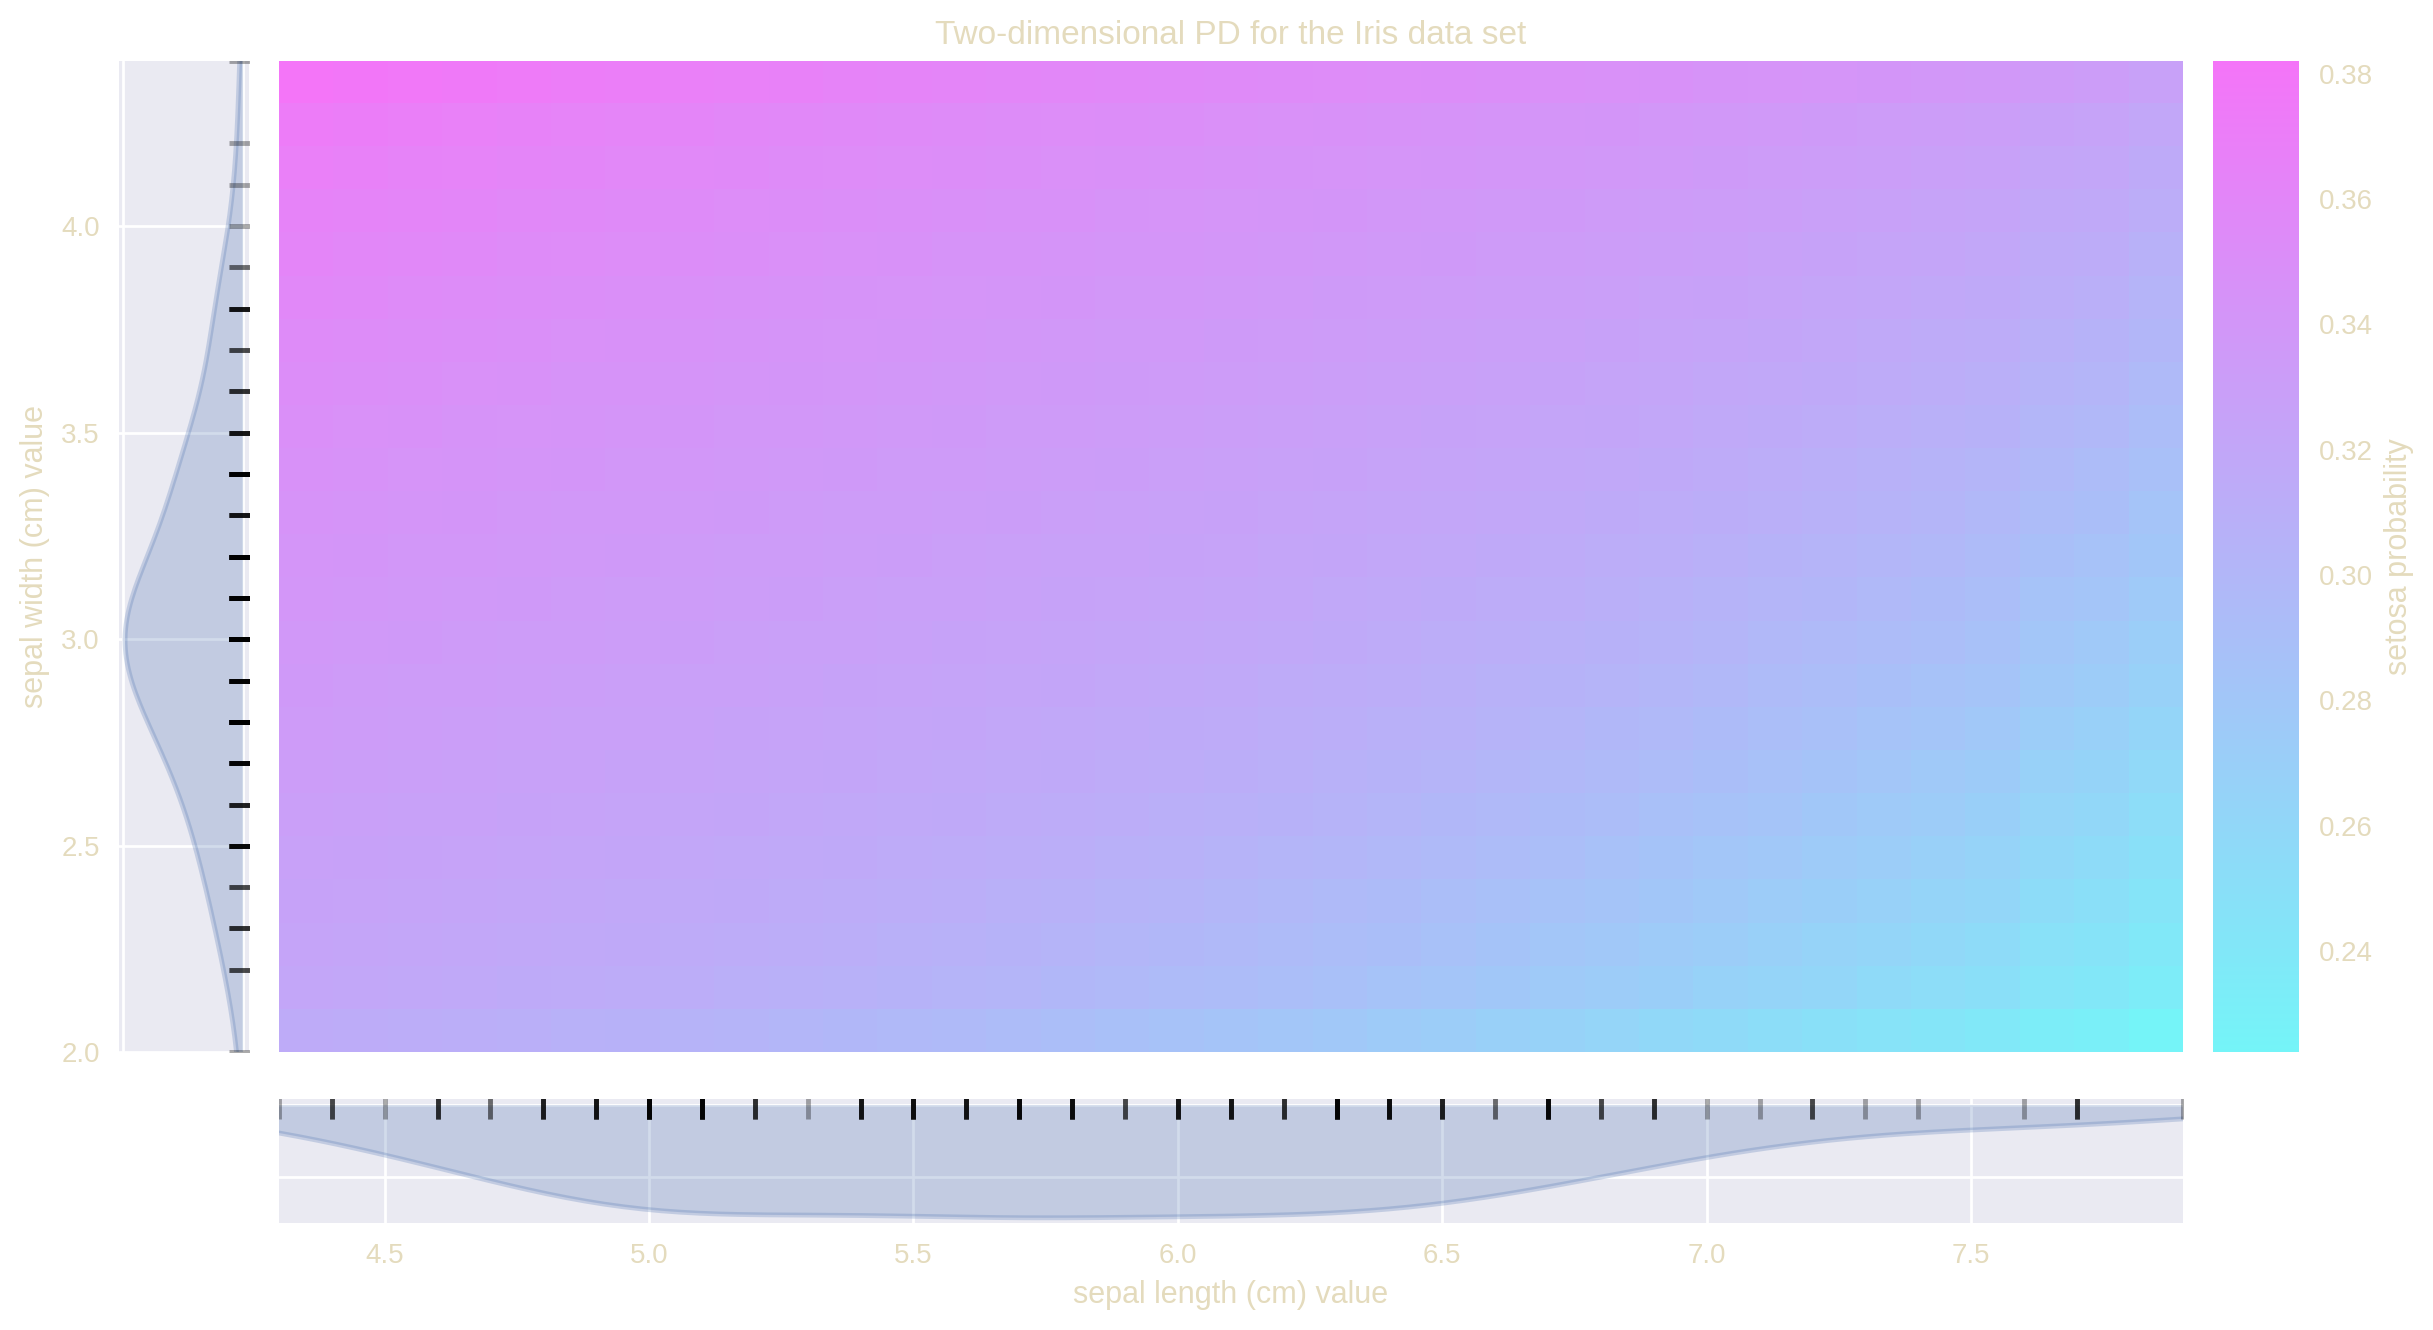 Two-dimensional PD for the Iris data set
sepal width (cm) value
4.0
3.5
3.0
2.5
2.0
0.38
0.36
0.34
0.32
0.30
0.28
0.26
0.24
setosa probability
4.5 5.0 5.5 6.0 6.5 7.0 7.5
sepal length (cm) value